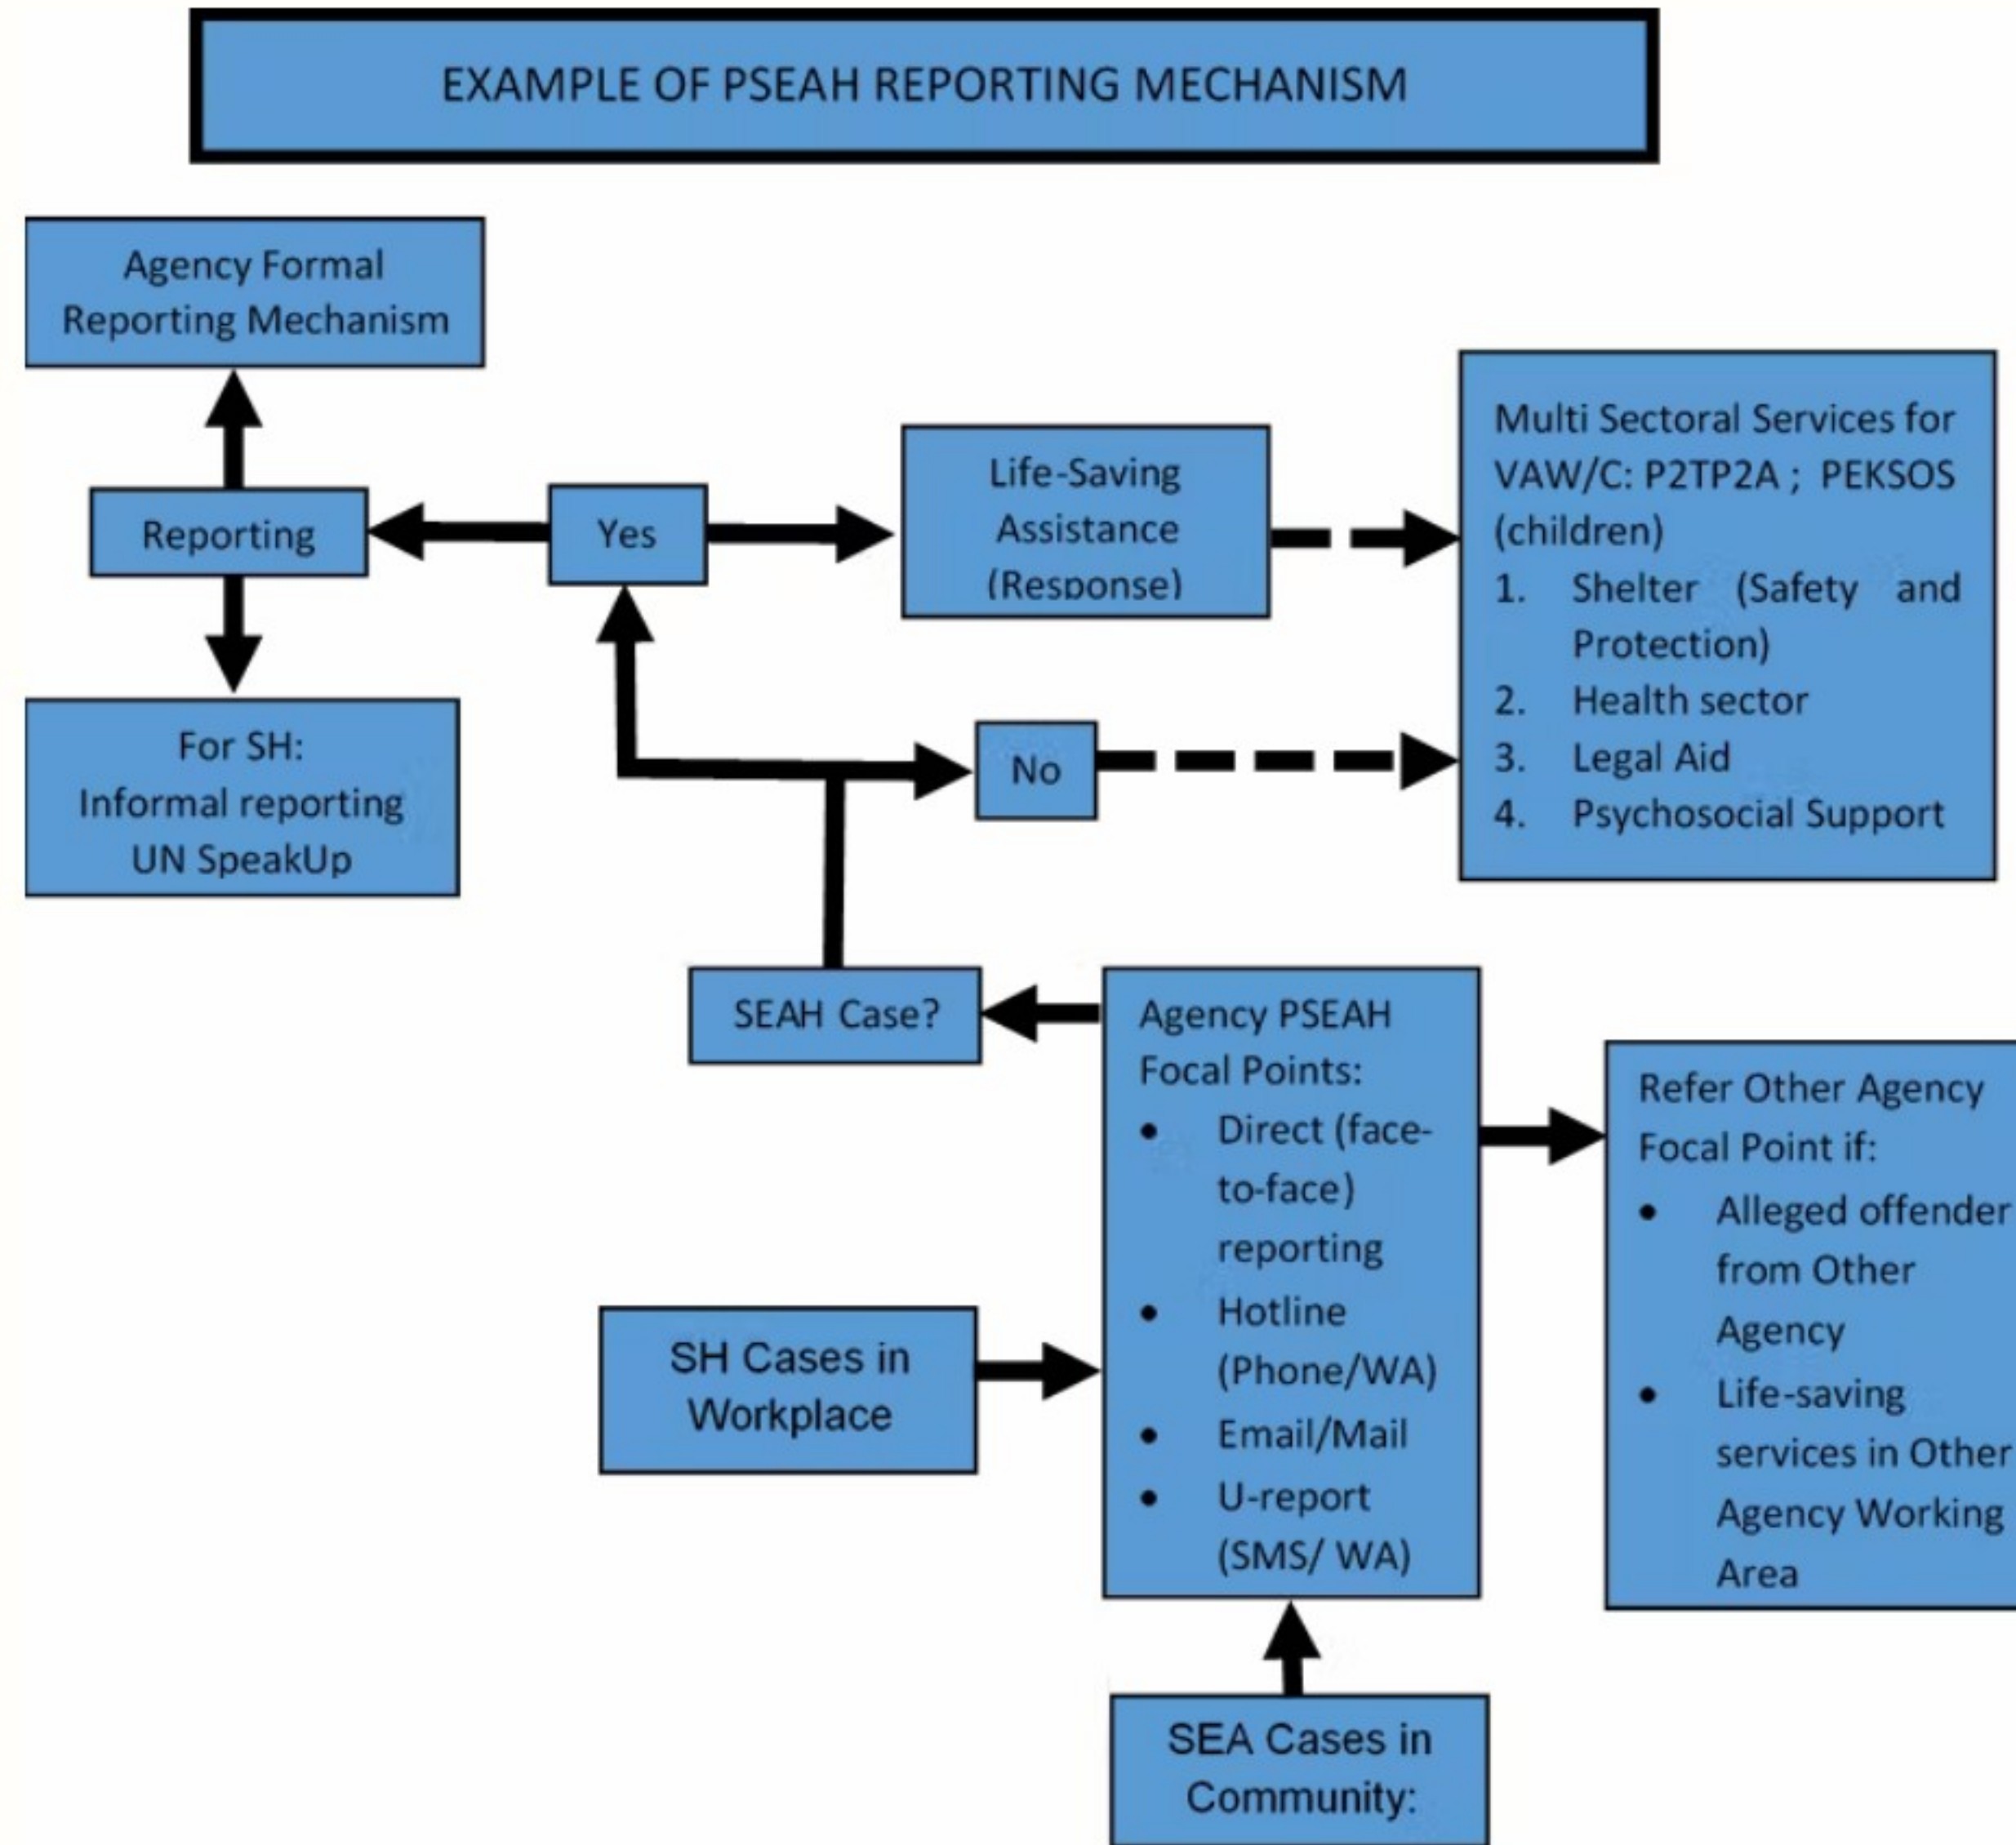 EXAMPLE OF PSEAH REPORTING MECHANISM
Agency Formal
Reporting Mechanism
Reporting
Yes
Life-Saving
Assistance
(Response)
Multi Sectoral Services for
VAW/C: P2TP2A ; PEKSOS
(children)
1. Shelter (Safety and
Protection)
2. Health sector
3. Legal Aid
4. Psychosocial Support
For SH:
Informal reporting
UN SpeakUp
No
SEAH Case?
Agency PSEAH
Focal Points:
• Direct (face-
to-face)
reporting
• Hotline
(Phone/WA)
• Email/Mail
• U-report
(SMS/ WA)
Refer Other Agency
Focal Point if:
• Alleged offender
from Other
Agency
• Life-saving
services in Other
Agency Working
Area
SH Cases in
Workplace
SEA Cases in
Community: